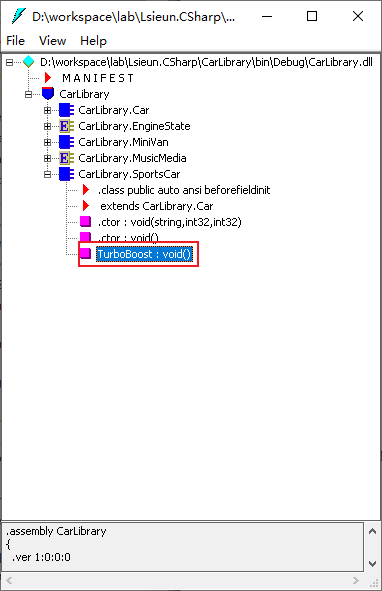 D:\workspace\lab\Lsieun.CSharp\...
File View Help
D:\workspace\lab\Lsieun.CSharp\CarLibrary\bin\Debug\CarLibrary.dll
M A N I F E S T
CarLibrary
CarLibrary.Car
E CarLibrary.EngineState
CarLibrary.MiniVan
E CarLibrary.MusicMedia
CarLibrary.SportsCar
.class public auto ansi beforefieldinit
extends CarLibrary.Car
.ctor : void(string,int32,int32)
.ctor : void()
TurboBoost : void()
.assembly CarLibrary
{
.ver 1:0:0:0